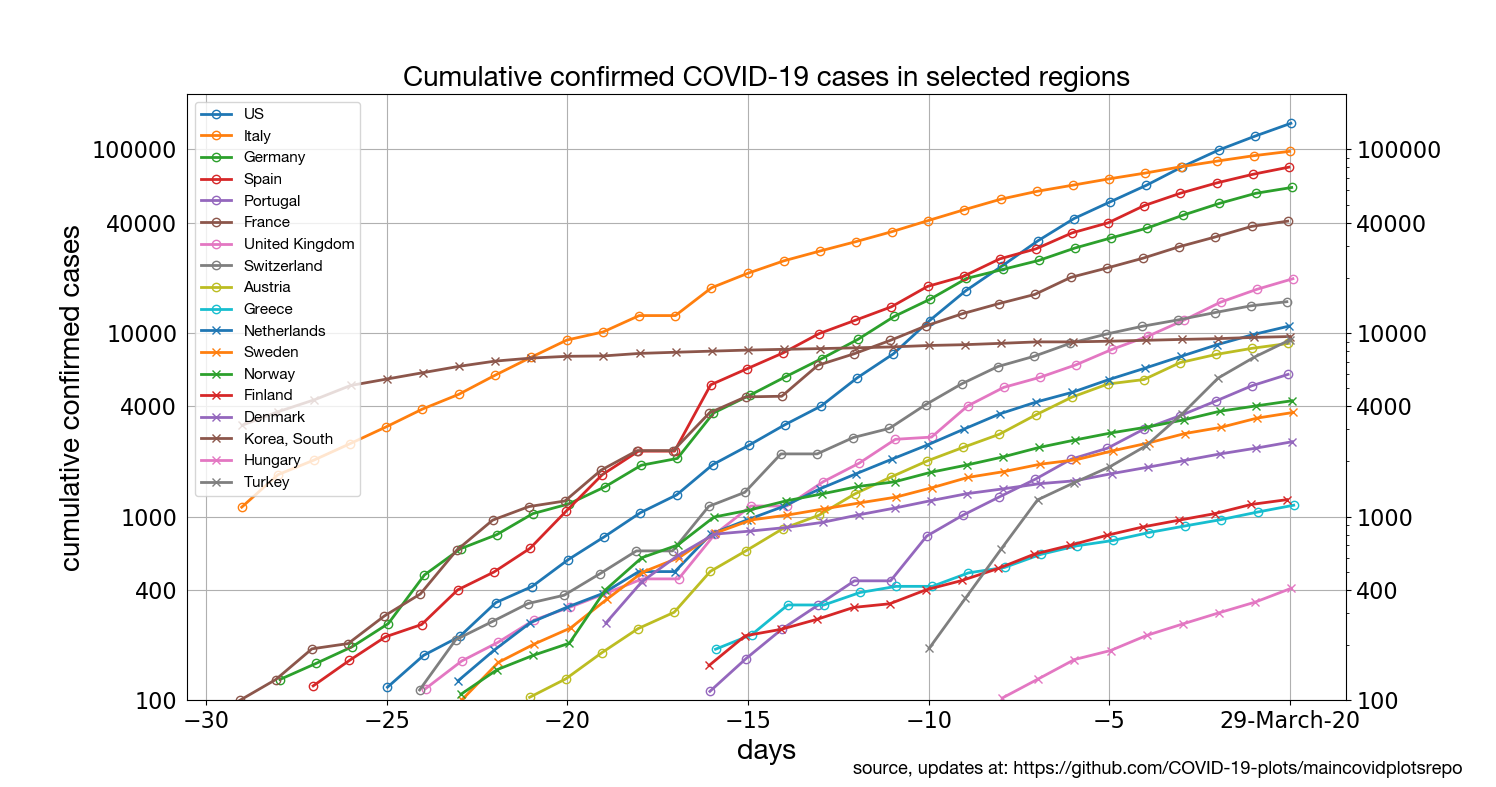 Cumulative confirmed COVID-19 cases in selected regions
US
Italy
Germany
Spain
Portugal
France
United Kingdom
Switzerland
Austria
Greece
Netherlands
Sweden
Norway
Finland
Denmark
Korea, South
Hungary
Turkey
cumulative confirmed cases
100000
40000
10000
4000
1000
400
100
100000
40000
10000
4000
1000
400
100
−30
−25
−20
−15
−10
−5
29-March-20
days
source, updates at: https://github.com/COVID-19-plots/maincovidplotsrepo